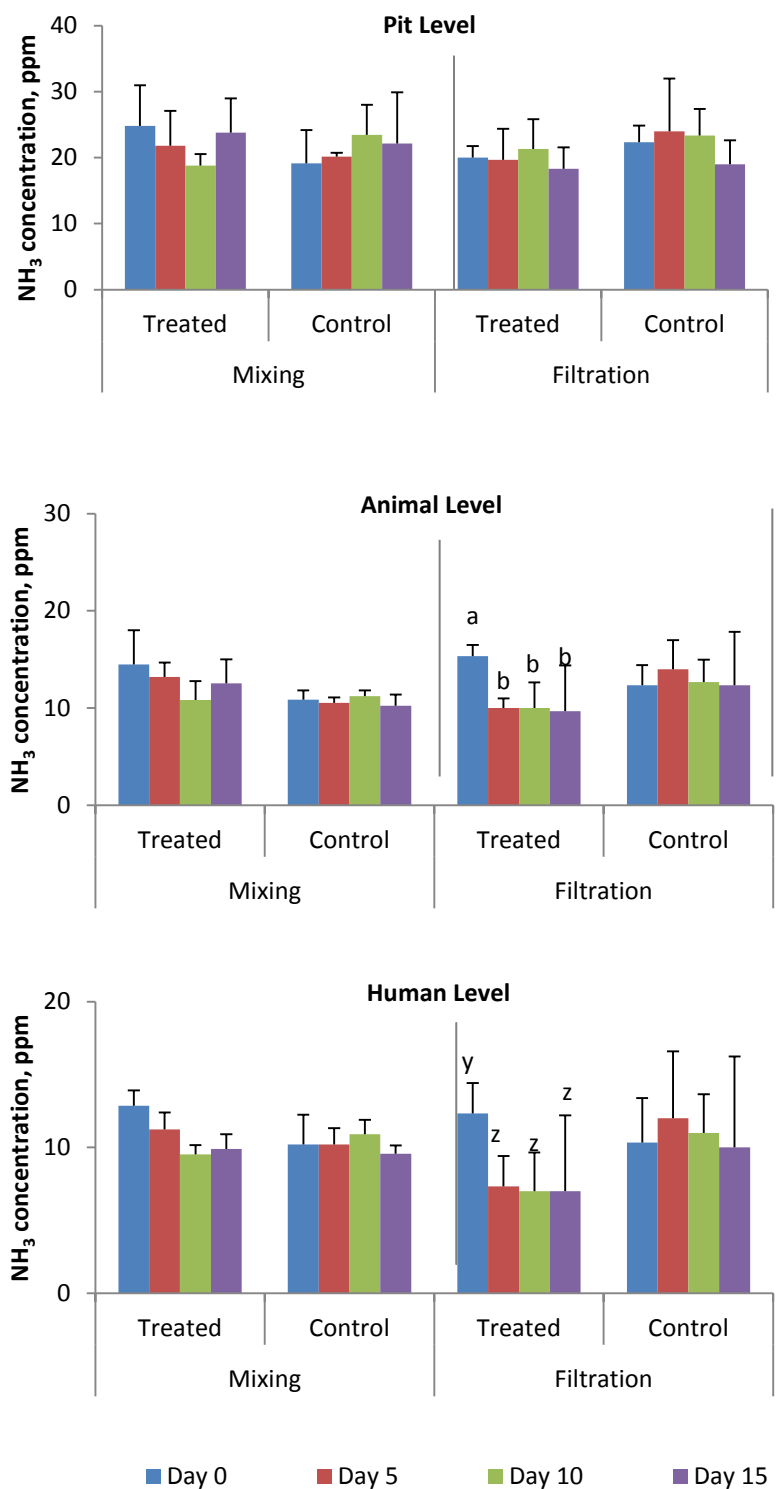 Pit Level
NH₃ concentration, ppm
40
30
20
10
0
Treated Control Treated Control
Mixing Filtration
Animal Level
NH₃ concentration, ppm
30
20
10
0
a
b b b
Treated Control Treated Control
Mixing Filtration
Human Level
NH₃ concentration, ppm
20
10
0
y
z z z
Treated Control Treated Control
Mixing Filtration
Day 0 Day 5 Day 10 Day 15